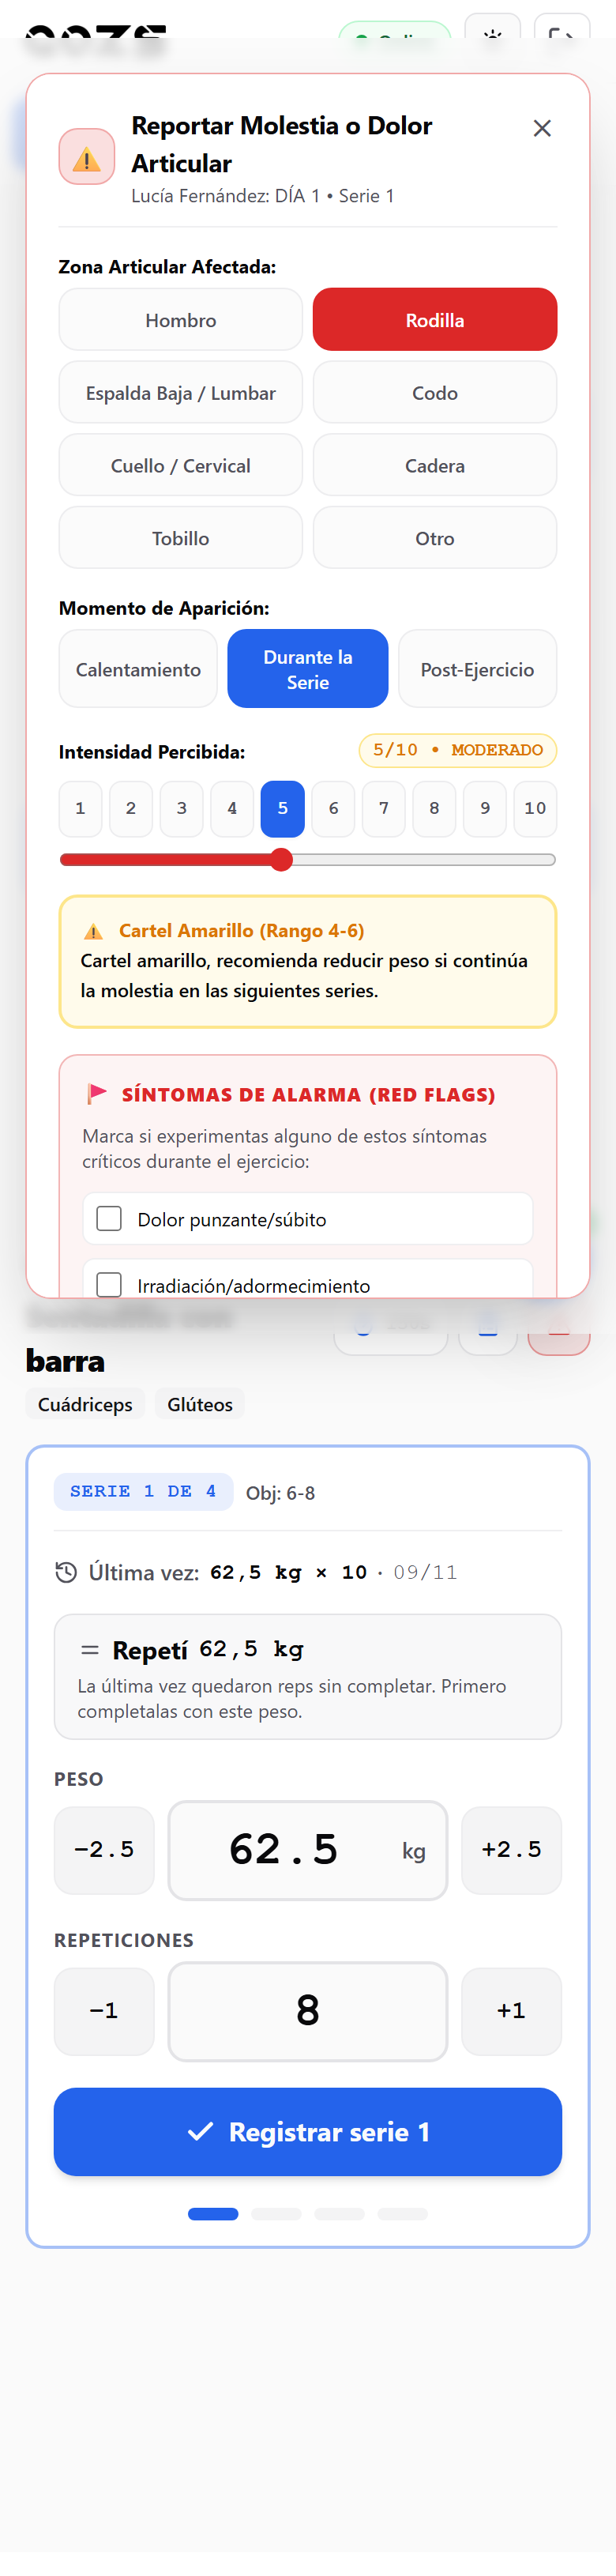 Reportar Molestia o Dolor
Articular
Lucía Fernández: DÍA 1 • Serie 1
Zona Articular Afectada:
Hombro
Rodilla
Espalda Baja / Lumbar
Codo
Cuello / Cervical
Cadera
Tobillo
Otro
Momento de Aparición:
Calentamiento
Durante la
Serie
Post-Ejercicio
Intensidad Percibida:
5/10 • MODERADO
1 2 3 4 5 6 7 8 9 10
Cartel Amarillo (Rango 4-6)
Cartel amarillo, recomienda reducir peso si continúa
la molestia en las siguientes series.
SÍNTOMAS DE ALARMA (RED FLAGS)
Marca si experimentas alguno de estos síntomas
críticos durante el ejercicio:
Dolor punzante/súbito
Irradiación/adormecimiento
barra
Cuádriceps
Glúteos
SERIE 1 DE 4
Obj: 6-8
Última vez: 62,5 kg × 10 · 09/11
= Repetí 62,5 kg
La última vez quedaron reps sin completar. Primero
completalas con este peso.
PESO
−2.5
62.5
kg
+2.5
REPETICIONES
−1
8
+1
Registrar serie 1